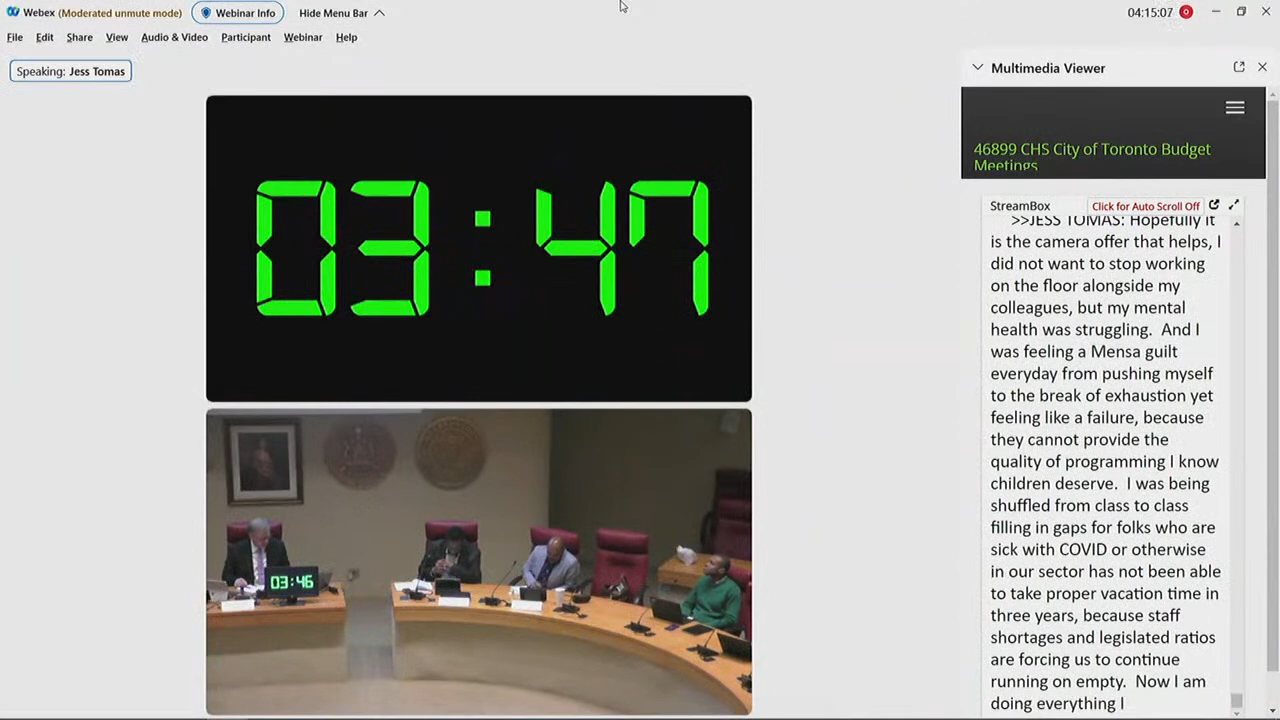 Webex (Moderated unmute mode) Webinar Info Hide Menu Bar 04:15:07
File Edit Share View Audio & Video Participant Webinar Help
Speaking: Jess Tomas
03:47
03:46
Multimedia Viewer
46899 CHS City of Toronto Budget
Meetings
StreamBox Click for Auto Scroll Off
>>JESS TOMAS: Hopefully it
is the camera offer that helps, I
did not want to stop working
on the floor alongside my
colleagues, but my mental
health was struggling. And I
was feeling a Mensa guilt
everyday from pushing myself
to the break of exhaustion yet
feeling like a failure, because
they cannot provide the
quality of programming I know
children deserve. I was being
shuffled from class to class
filling in gaps for folks who are
sick with COVID or otherwise
in our sector has not been able
to take proper vacation time in
three years, because staff
shortages and legislated ratios
are forcing us to continue
running on empty. Now I am
doing everything I